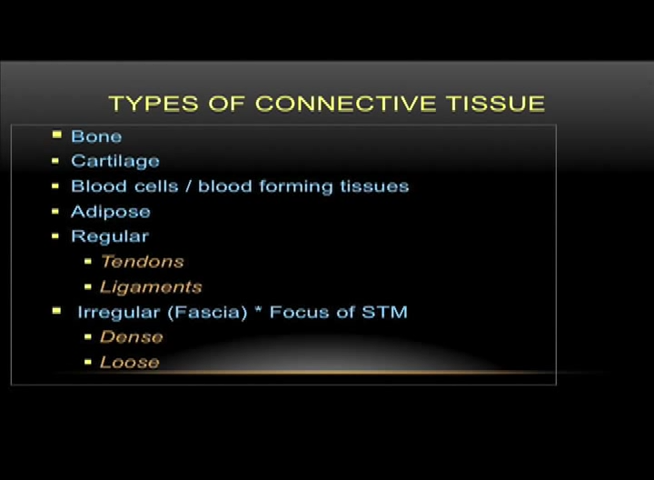 TYPES OF CONNECTIVE TISSUE
Bone
Cartilage
Blood cells / blood forming tissues
Adipose
Regular
Tendons
Ligaments
Irregular (Fascia) * Focus of STM
Dense
Loose